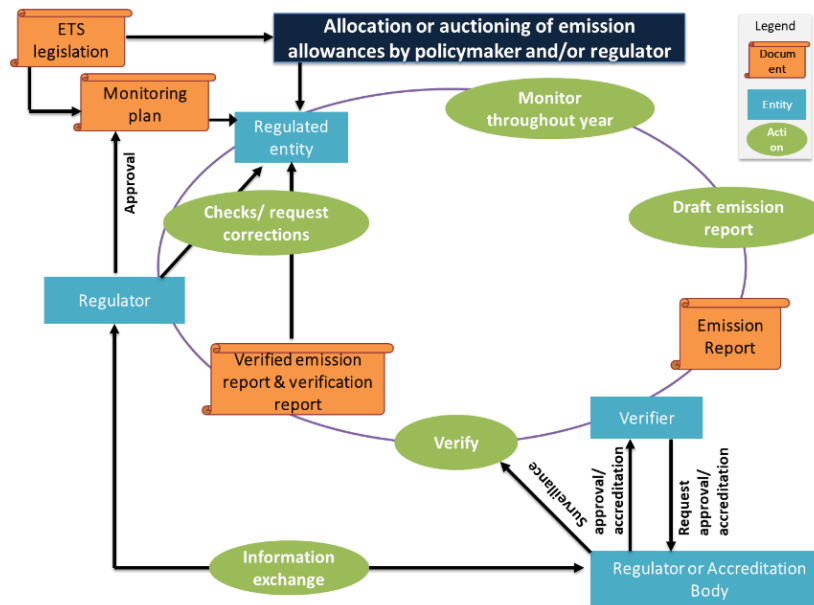 ETS
legislation
Allocation or auctioning of emission
allowances by policymaker and/or regulator
Legend
Docum
ent
Entity
Acti
on
Monitoring
plan
Regulated
entity
Monitor
throughout year
Approval
Checks/ request
corrections
Draft emission
report
Regulator
Emission
Report
Verified emission
report & verification
report
Verify
Verifier
Surveillance
approval/
accreditation
Request
approval/
accreditation
Information
exchange
Regulator or Accreditation
Body